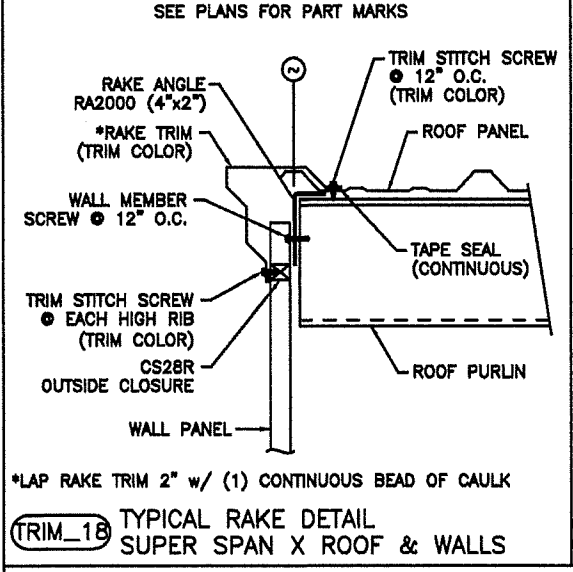 SEE PLANS FOR PART MARKS
TRIM STITCH SCREW
@ 12" O.C.
(TRIM COLOR)
~
RAKE ANGLE
RA2000 (4"x2")
*RAKE TRIM
(TRIM COLOR)
ROOF PANEL
WALL MEMBER
SCREW @ 12" O.C.
TAPE SEAL
(CONTINUOUS)
TRIM STITCH SCREW
@ EACH HIGH RIB
(TRIM COLOR)
CS28R
OUTSIDE CLOSURE
ROOF PURLIN
WALL PANEL
*LAP RAKE TRIM 2" w/ (1) CONTINUOUS BEAD OF CAULK
TRIM_18
TYPICAL RAKE DETAIL
SUPER SPAN X ROOF & WALLS